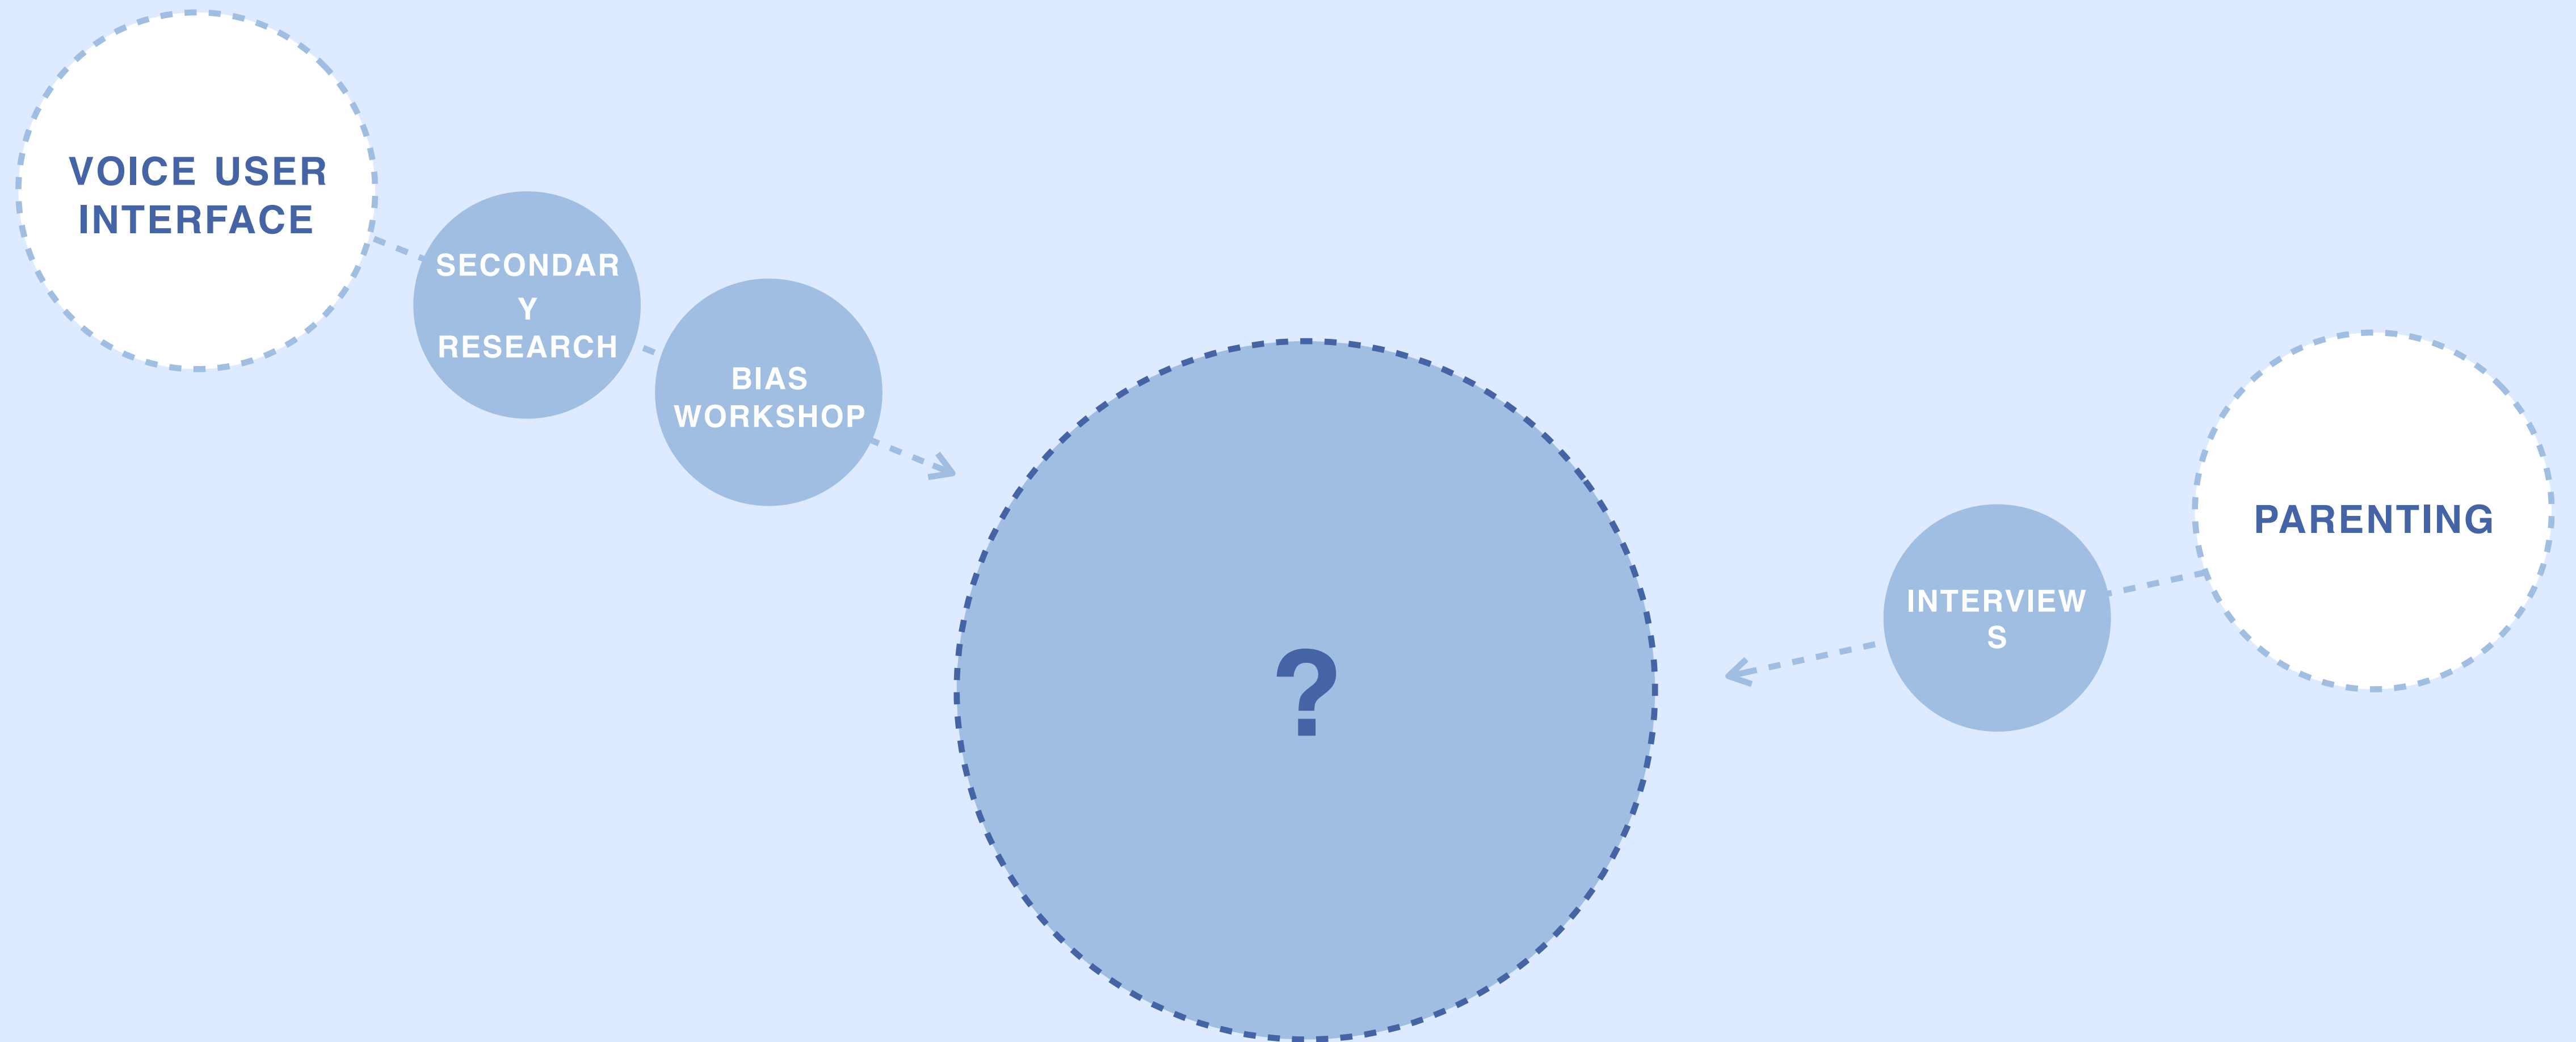 VOICE USER
INTERFACE
SECONDAR
Y
RESEARCH
BIAS
WORKSHOP
?
INTERVIEW
S
PARENTING